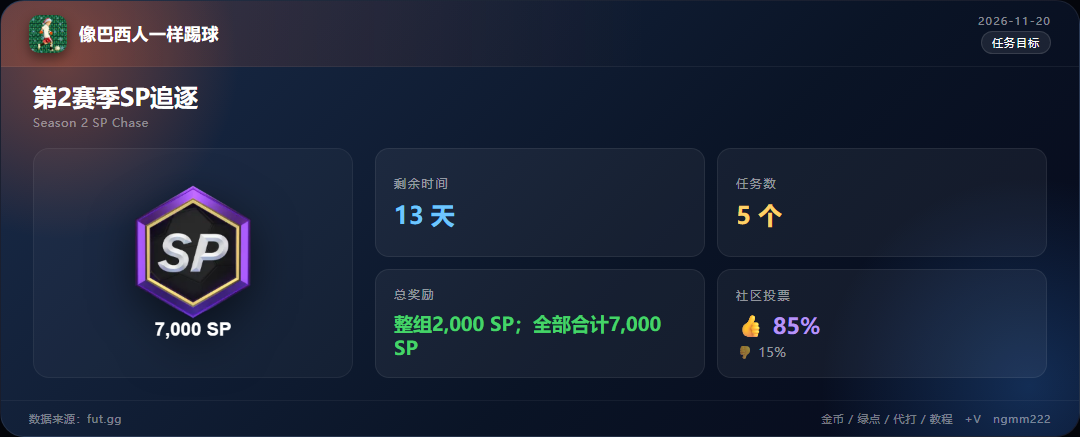 像巴西人一样踢球
2026-11-20
任务目标
第2赛季SP追逐
Season 2 SP Chase
SP
7,000 SP
剩余时间
13 天
任务数
5 个
总奖励
整组2,000 SP；全部合计7,000
SP
社区投票
👍 85%
👎 15%
数据来源：fut.gg
金币 / 绿点 / 代打 / 教程 +V ngmm222